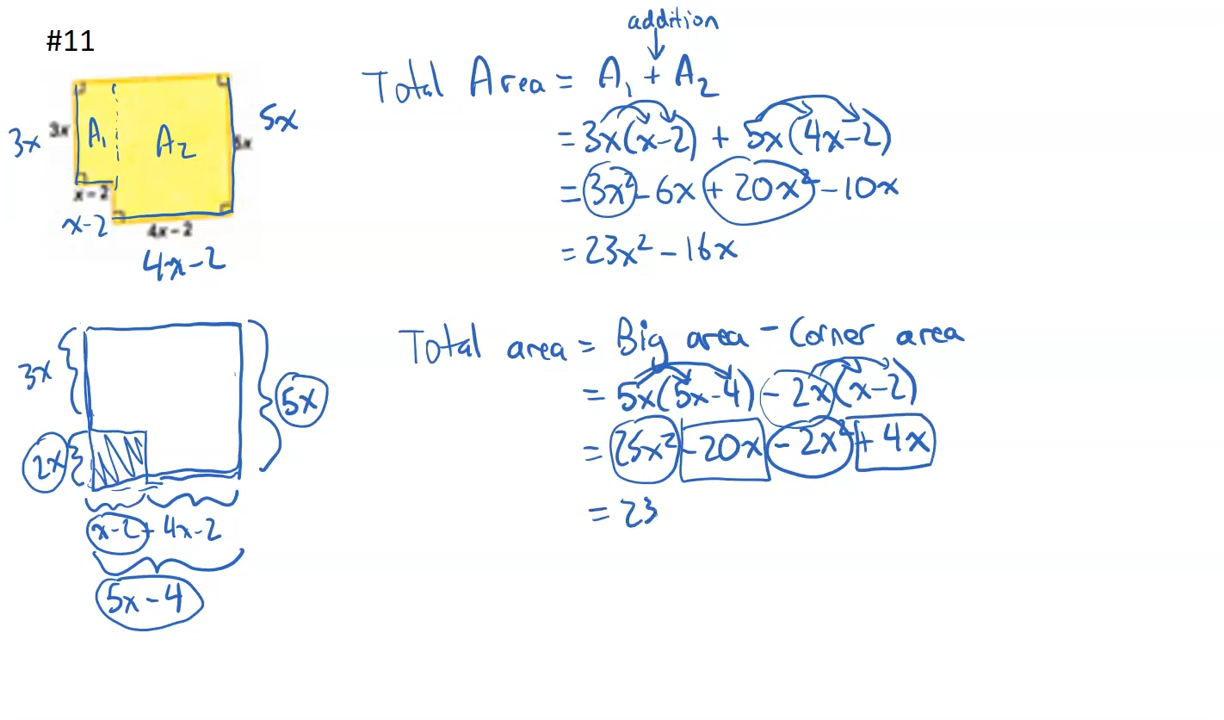 #11
addition
Total Area = A₁ + A₂
= 3x(x-2) + 5x(4x-2)
= 3x² - 6x + 20x² - 10x
= 23x² - 16x
3x 3x A₁ A₂ 5x 5x
x-2
x-2
4x-2
4x-2
Total area = Big area - Corner area
= 5x(5x-4) - 2x(x-2)
= 25x² - 20x - 2x² + 4x
= 23
3x
5x
2x
x-2 + 4x-2
5x-4